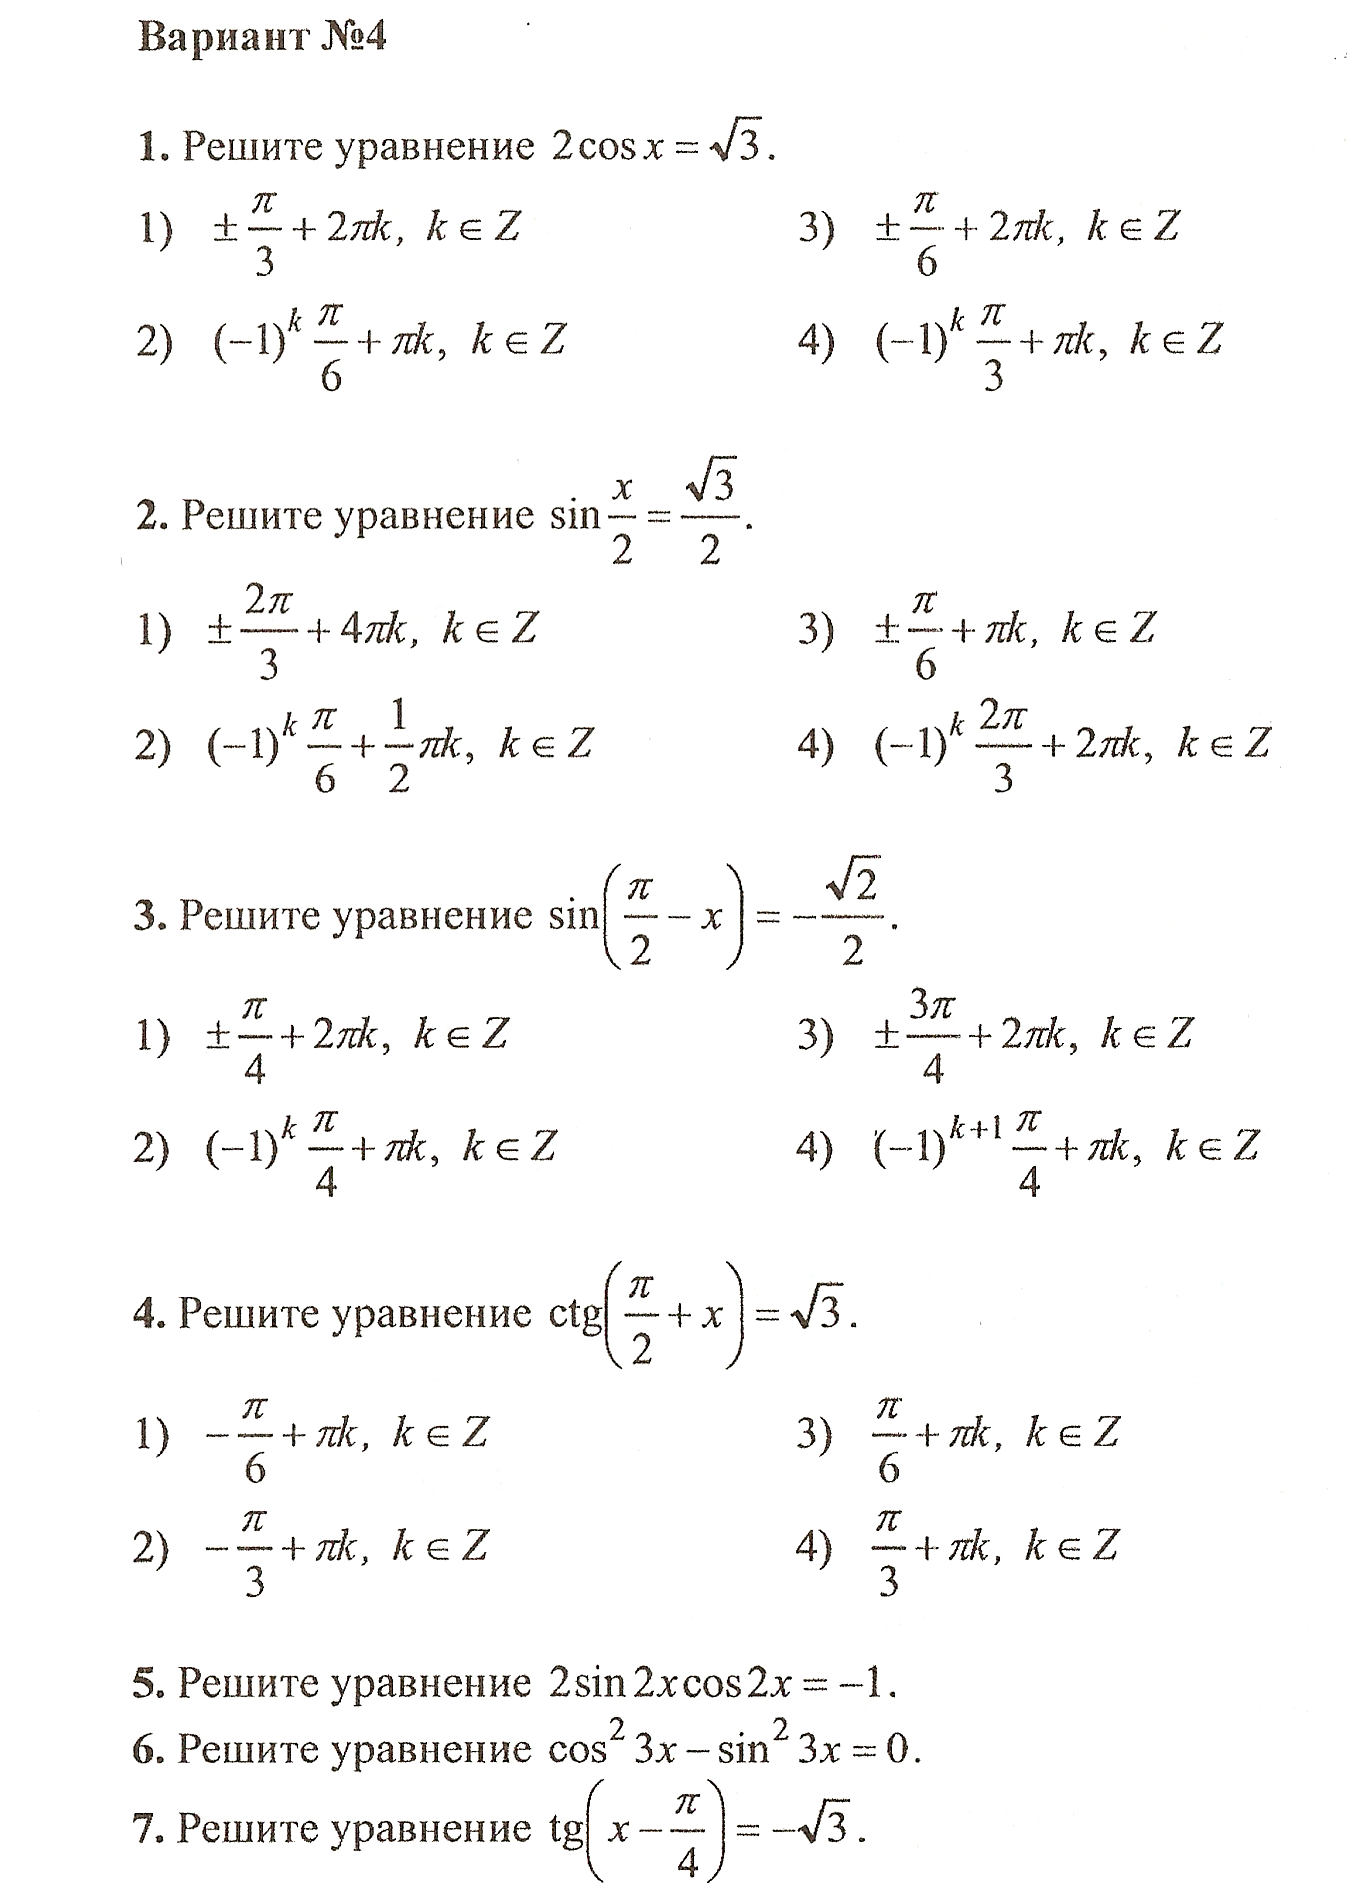 Вариант №4
1. Решите уравнение 2cos x = √3.
1) ±π/3 + 2πk, k ∈ Z
3) ±π/6 + 2πk, k ∈ Z
2) (−1)^k π/6 + πk, k ∈ Z
4) (−1)^k π/3 + πk, k ∈ Z
2. Решите уравнение sin x/2 = √3/2.
1) ±2π/3 + 4πk, k ∈ Z
3) ±π/6 + πk, k ∈ Z
2) (−1)^k π/6 + 1/2 πk, k ∈ Z
4) (−1)^k 2π/3 + 2πk, k ∈ Z
3. Решите уравнение sin(π/2 − x) = −√2/2.
1) ±π/4 + 2πk, k ∈ Z
3) ±3π/4 + 2πk, k ∈ Z
2) (−1)^k π/4 + πk, k ∈ Z
4) (−1)^(k+1) π/4 + πk, k ∈ Z
4. Решите уравнение ctg(π/2 + x) = √3.
1) −π/6 + πk, k ∈ Z
3) π/6 + πk, k ∈ Z
2) −π/3 + πk, k ∈ Z
4) π/3 + πk, k ∈ Z
5. Решите уравнение 2sin 2x cos 2x = −1.
6. Решите уравнение cos² 3x − sin² 3x = 0.
7. Решите уравнение tg(x − π/4) = −√3.